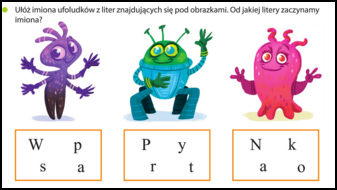 Ułóż imiona ufoludków z liter znajdujących się pod obrazkami. Od jakiej litery zaczynamy
imiona?
W p
s a
P y
r t
N k
a o